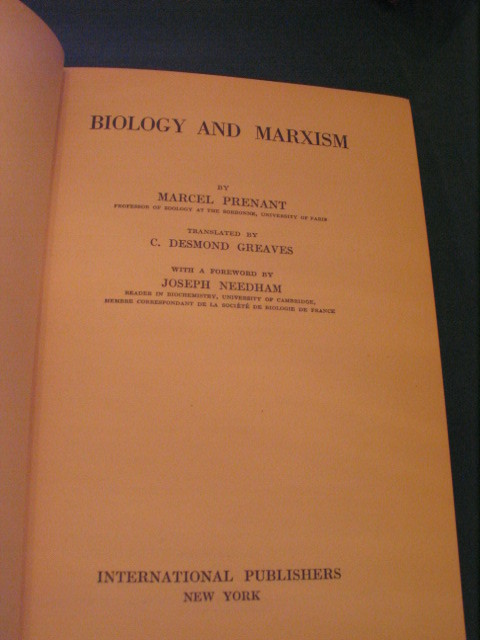 BIOLOGY AND MARXISM
BY
MARCEL PRENANT
PROFESSOR OF ZOOLOGY AT THE SORBONNE, UNIVERSITY OF PARIS
TRANSLATED BY
C. DESMOND GREAVES
WITH A FOREWORD BY
JOSEPH NEEDHAM
READER IN BIOCHEMISTRY, UNIVERSITY OF CAMBRIDGE,
MEMBRE CORRESPONDANT DE LA SOCIÉTÉ DE BIOLOGIE DE FRANCE
INTERNATIONAL PUBLISHERS
NEW YORK